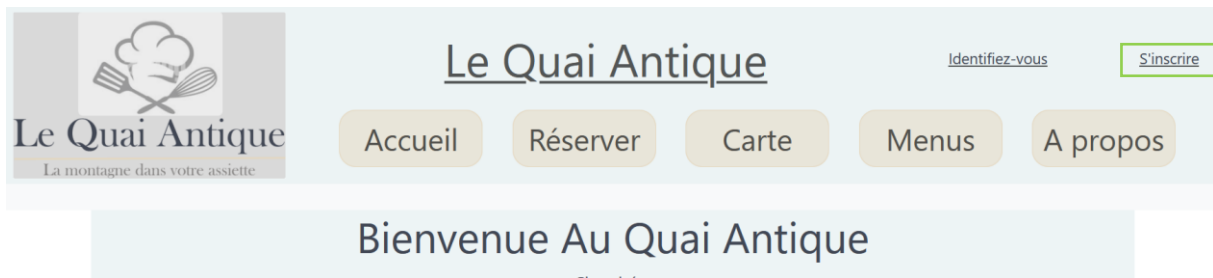 Le Quai Antique
La montagne dans votre assiette
Le Quai Antique
Identifiez-vous
S'inscrire
Accueil
Réserver
Carte
Menus
A propos
Bienvenue Au Quai Antique